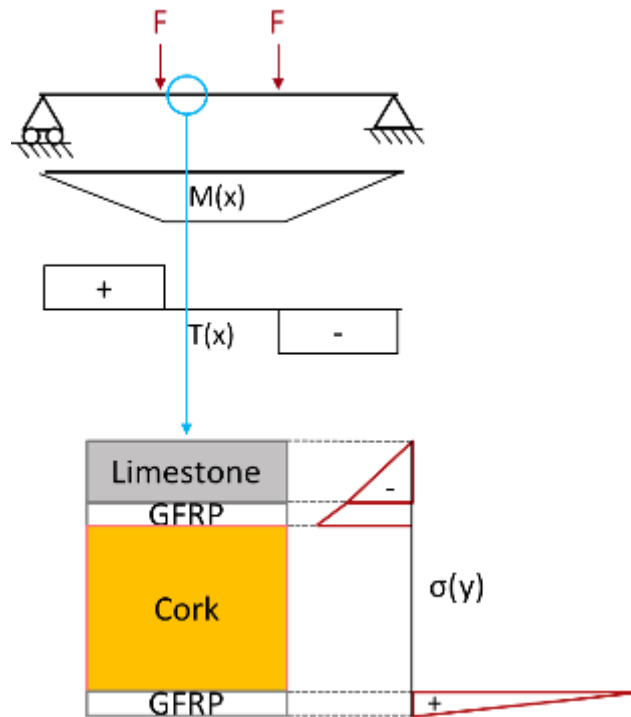 F F
M(x)
+
T(x)
-
Limestone
-
GFRP
Cork
σ(y)
GFRP
+